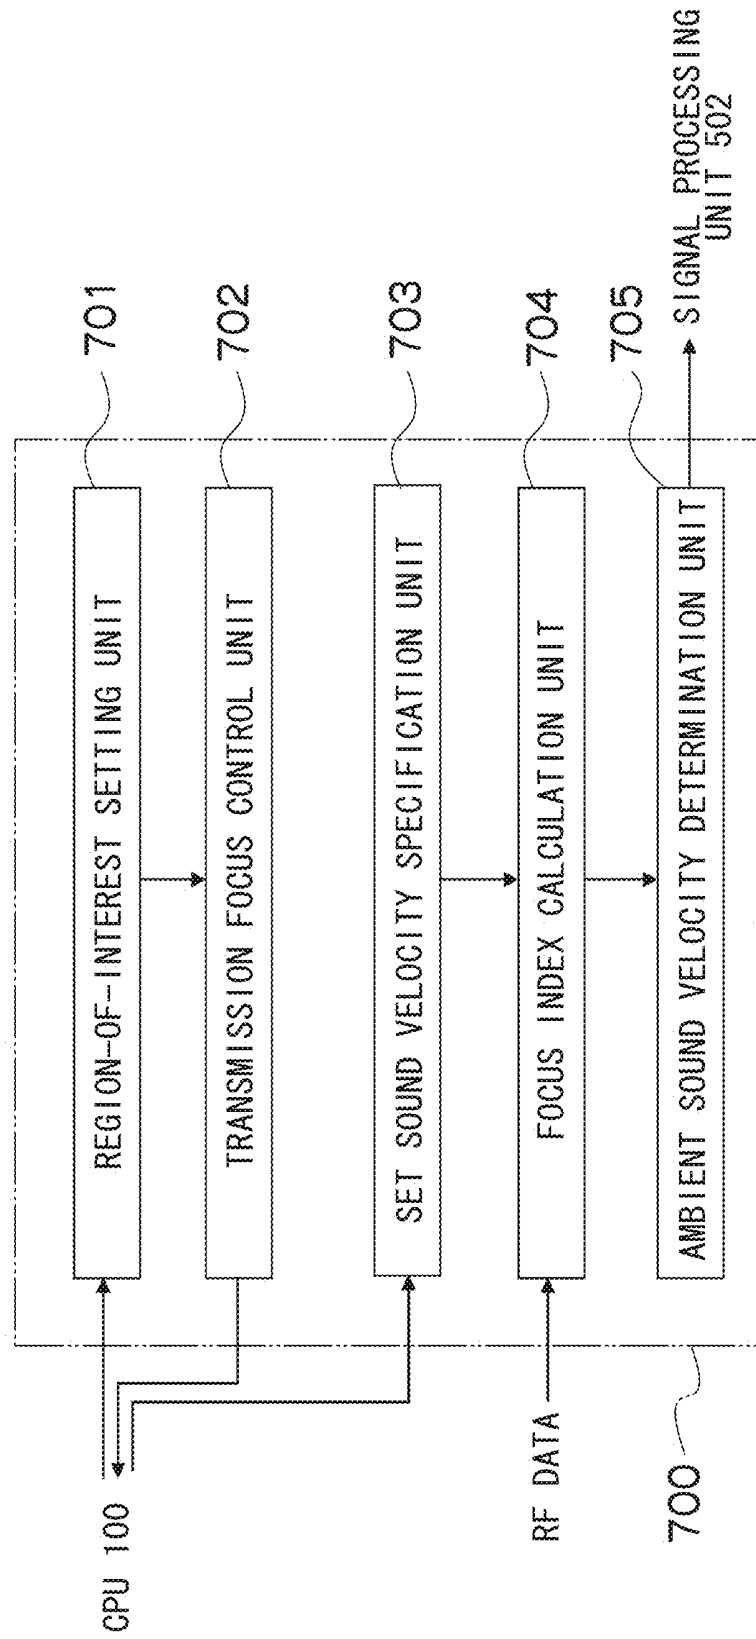 CPU 100
REGION-OF-INTEREST SETTING UNIT
701
TRANSMISSION FOCUS CONTROL UNIT
702
SET SOUND VELOCITY SPECIFICATION UNIT
703
RF DATA
FOCUS INDEX CALCULATION UNIT
704
AMBIENT SOUND VELOCITY DETERMINATION UNIT
705
SIGNAL PROCESSING
UNIT 502
700